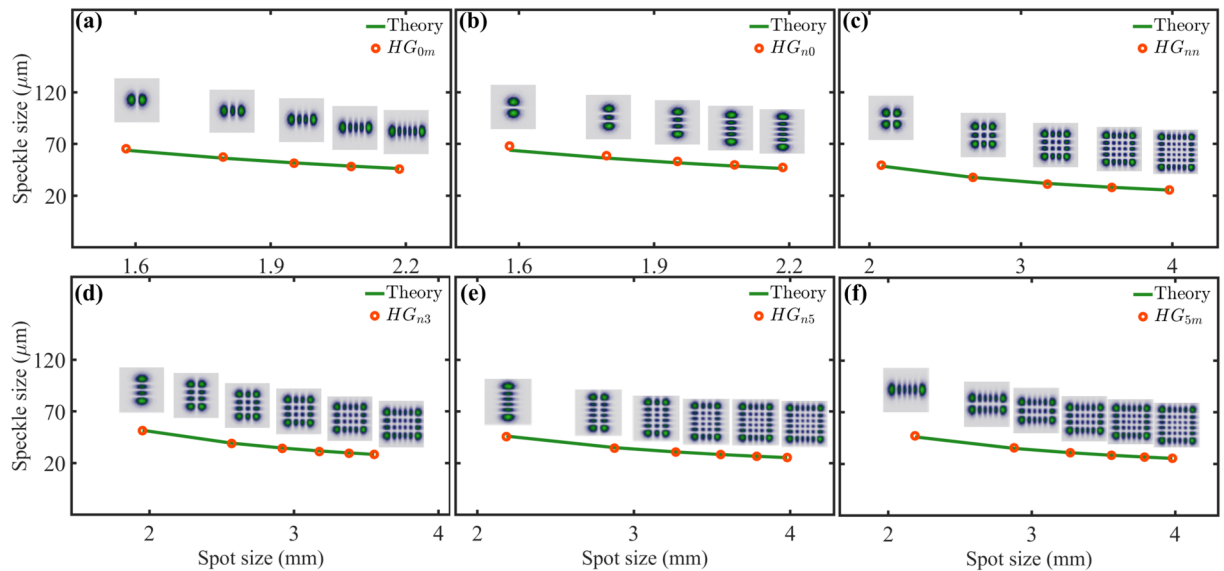 (a)
Theory
HG0m
(b)
Theory
HGn0
(c)
Theory
HGnn
Speckle size (μm)
120
70
20
1.6
1.9
2.2
1.6
1.9
2.2
2
3
4
(d)
Theory
HGn3
(e)
Theory
HGn5
(f)
Theory
HG5m
Speckle size (μm)
120
70
20
2
3
4
2
3
4
2
3
4
Spot size (mm)
Spot size (mm)
Spot size (mm)